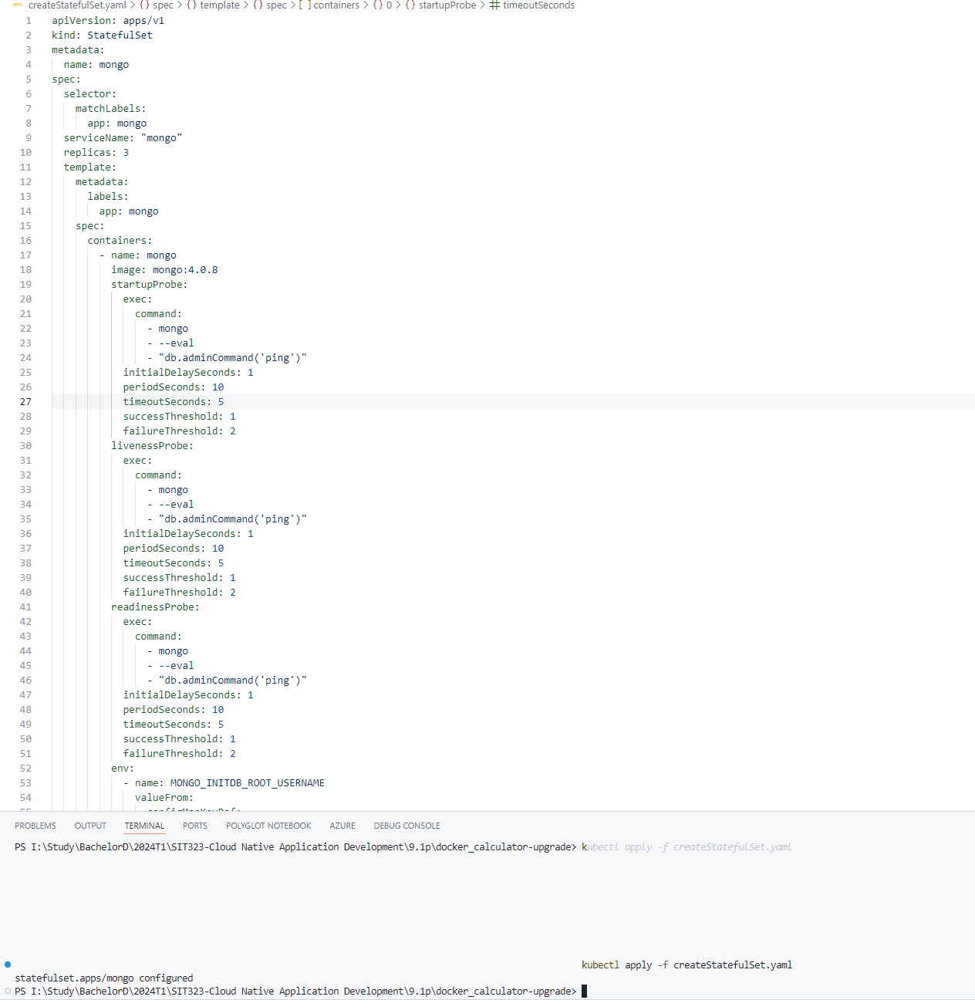 createStatefulSet.yaml > {} spec > {} template > {} spec > [ ] containers > {} 0 > {} startupProbe > # timeoutSeconds
1 apiVersion: apps/v1
2 kind: StatefulSet
3 metadata:
4   name: mongo
5 spec:
6   selector:
7     matchLabels:
8       app: mongo
9   serviceName: "mongo"
10   replicas: 3
11   template:
12     metadata:
13       labels:
14         app: mongo
15     spec:
16       containers:
17         - name: mongo
18           image: mongo:4.0.8
19           startupProbe:
20             exec:
21               command:
22                 - mongo
23                 - --eval
24                 - "db.adminCommand('ping')"
25             initialDelaySeconds: 1
26             periodSeconds: 10
27             timeoutSeconds: 5
28             successThreshold: 1
29             failureThreshold: 2
30           livenessProbe:
31             exec:
32               command:
33                 - mongo
34                 - --eval
35                 - "db.adminCommand('ping')"
36             initialDelaySeconds: 1
37             periodSeconds: 10
38             timeoutSeconds: 5
39             successThreshold: 1
40             failureThreshold: 2
41           readinessProbe:
42             exec:
43               command:
44                 - mongo
45                 - --eval
46                 - "db.adminCommand('ping')"
47             initialDelaySeconds: 1
48             periodSeconds: 10
49             timeoutSeconds: 5
50             successThreshold: 1
51             failureThreshold: 2
52           env:
53             - name: MONGO_INITDB_ROOT_USERNAME
54               valueFrom:
PROBLEMS OUTPUT TERMINAL PORTS POLYGLOT NOTEBOOK AZURE DEBUG CONSOLE
PS I:\Study\BachelorD\2024T1\SIT323-Cloud Native Application Development\9.1p\docker_calculator-upgrade> kubectl apply -f createStatefulSet.yaml
kubectl apply -f createStatefulSet.yaml
statefulset.apps/mongo configured
PS I:\Study\BachelorD\2024T1\SIT323-Cloud Native Application Development\9.1p\docker_calculator-upgrade>